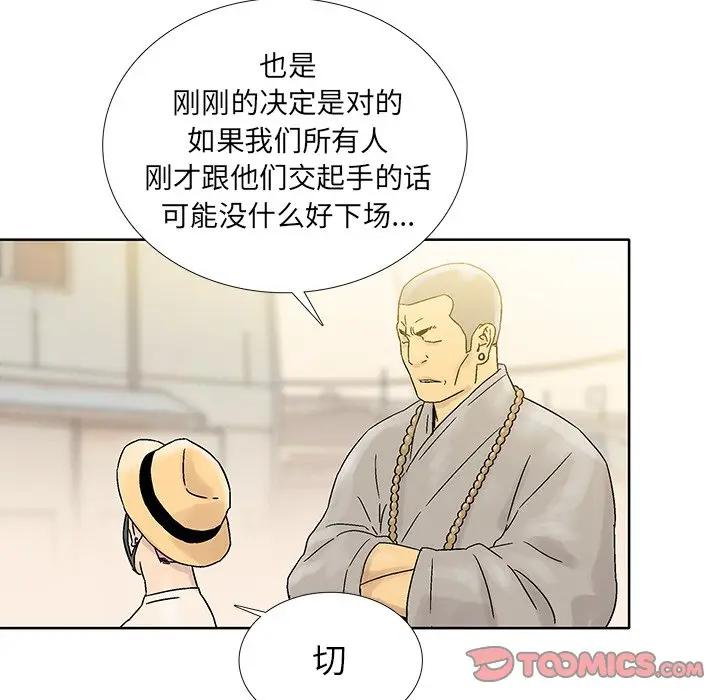 也是
刚刚的决定是对的
如果我们所有人
刚才跟他们交起手的话
可能没什么好下场...
切
TOOMICS.com